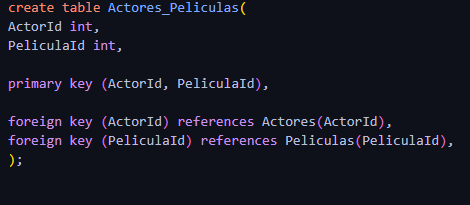 create table Actores_Peliculas(
ActorId int,
PeliculaId int,
primary key (ActorId, PeliculaId),
foreign key (ActorId) references Actores(ActorId),
foreign key (PeliculaId) references Peliculas(PeliculaId),
);